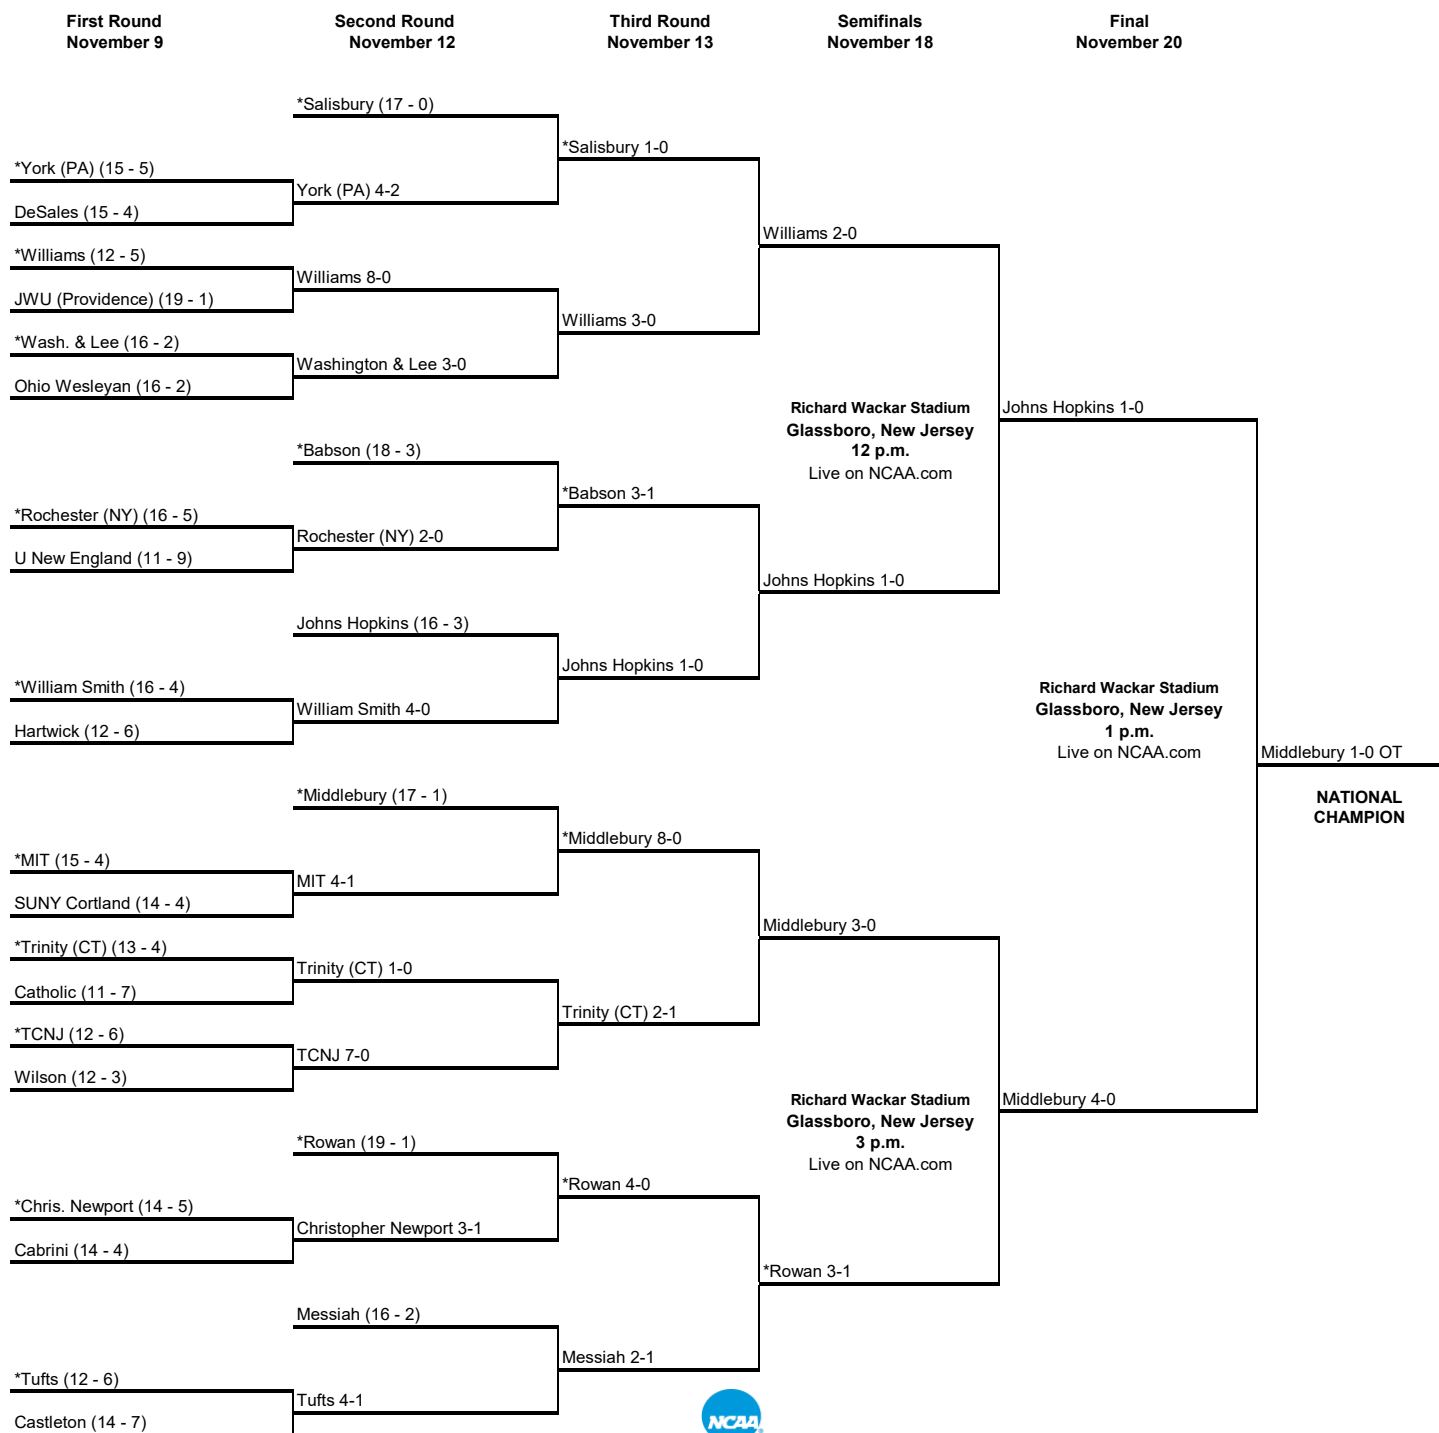 First Round
November 9
Second Round
November 12
Third Round
November 13
Semifinals
November 18
Final
November 20
*Salisbury (17 - 0)
*Salisbury 1-0
*York (PA) (15 - 5)
York (PA) 4-2
DeSales (15 - 4)
Williams 2-0
*Williams (12 - 5)
Williams 8-0
JWU (Providence) (19 - 1)
Williams 3-0
*Wash. & Lee (16 - 2)
Washington & Lee 3-0
Ohio Wesleyan (16 - 2)
Richard Wackar Stadium
Glassboro, New Jersey
12 p.m.
Live on NCAA.com
Johns Hopkins 1-0
*Babson (18 - 3)
*Babson 3-1
*Rochester (NY) (16 - 5)
Rochester (NY) 2-0
U New England (11 - 9)
Johns Hopkins 1-0
Johns Hopkins (16 - 3)
Johns Hopkins 1-0
*William Smith (16 - 4)
William Smith 4-0
Hartwick (12 - 6)
Richard Wackar Stadium
Glassboro, New Jersey
1 p.m.
Live on NCAA.com
Middlebury 1-0 OT
NATIONAL
CHAMPION
*Middlebury (17 - 1)
*Middlebury 8-0
*MIT (15 - 4)
MIT 4-1
SUNY Cortland (14 - 4)
Middlebury 3-0
*Trinity (CT) (13 - 4)
Trinity (CT) 1-0
Catholic (11 - 7)
Trinity (CT) 2-1
*TCNJ (12 - 6)
TCNJ 7-0
Wilson (12 - 3)
Richard Wackar Stadium
Glassboro, New Jersey
3 p.m.
Live on NCAA.com
Middlebury 4-0
*Rowan (19 - 1)
*Rowan 4-0
*Chris. Newport (14 - 5)
Christopher Newport 3-1
Cabrini (14 - 4)
*Rowan 3-1
Messiah (16 - 2)
Messiah 2-1
*Tufts (12 - 6)
Tufts 4-1
Castleton (14 - 7)
NCAA